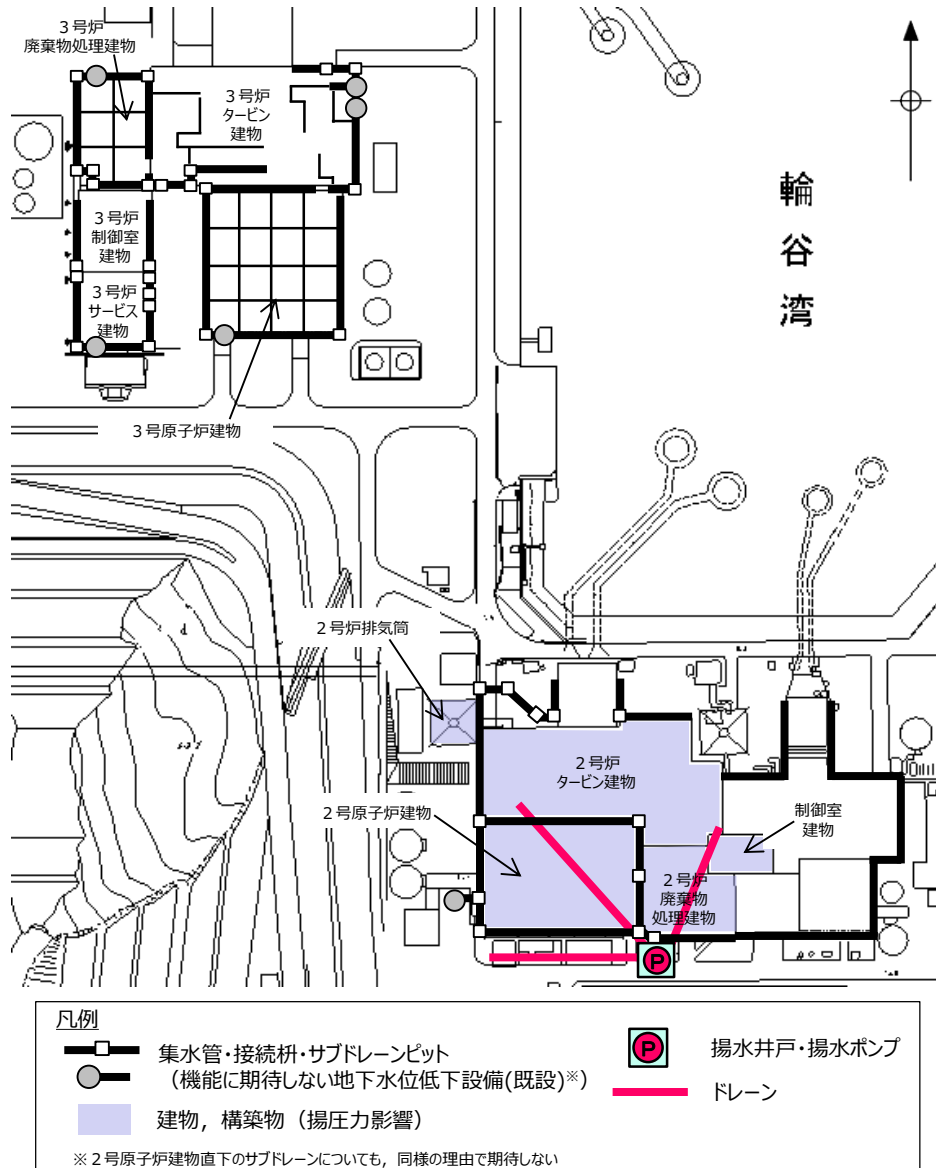 ３号炉
廃棄物処理建物
３号炉
タービン
建物
輪
谷
湾
３号炉
制御室
建物
３号炉
サービス
建物
３号原子炉建物
２号炉排気筒
２号炉
タービン建物
２号原子炉建物
制御室
建物
２号炉
廃棄物
処理建物
P
凡例
集水管・接続枡・サブドレーンピット
（機能に期待しない地下水位低下設備(既設)※）
建物，構築物（揚圧力影響）
P
揚水井戸・揚水ポンプ
ドレーン
※２号原子炉建物直下のサブドレーンについても，同様の理由で期待しない